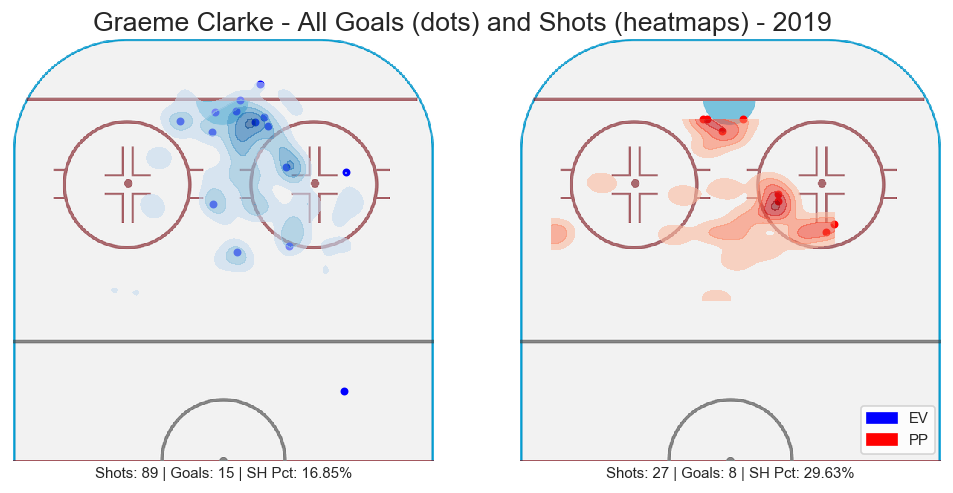 Graeme Clarke - All Goals (dots) and Shots (heatmaps) - 2019
EV
PP
Shots: 89 | Goals: 15 | SH Pct: 16.85%
Shots: 27 | Goals: 8 | SH Pct: 29.63%